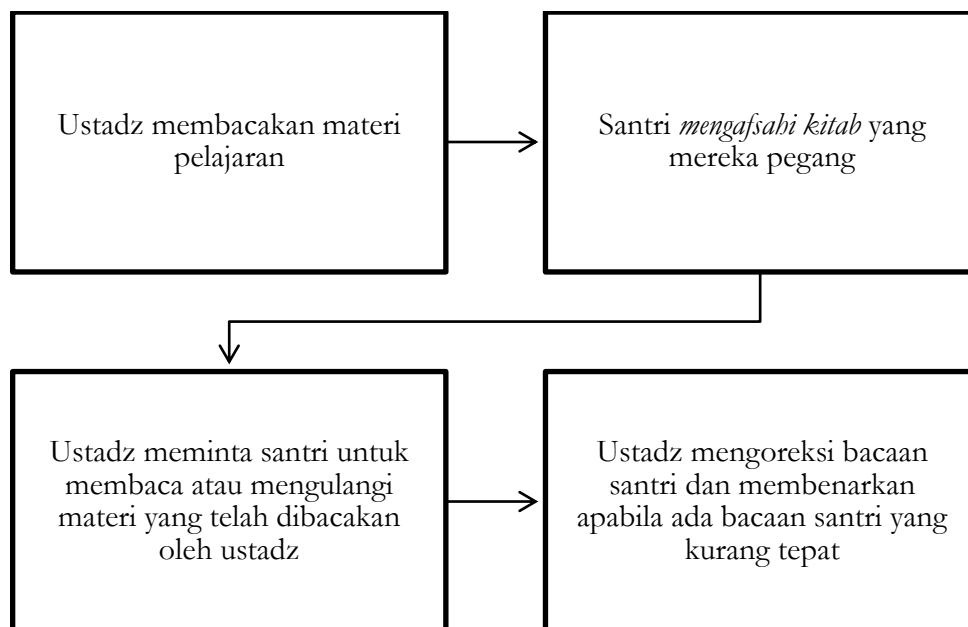 Ustadz membacakan materi
pelajaran
Santri mengafsahi kitab yang
mereka pegang
Ustadz meminta santri untuk
membaca atau mengulangi
materi yang telah dibacakan
oleh ustadz
Ustadz mengoreksi bacaan
santri dan membenarkan
apabila ada bacaan santri yang
kurang tepat